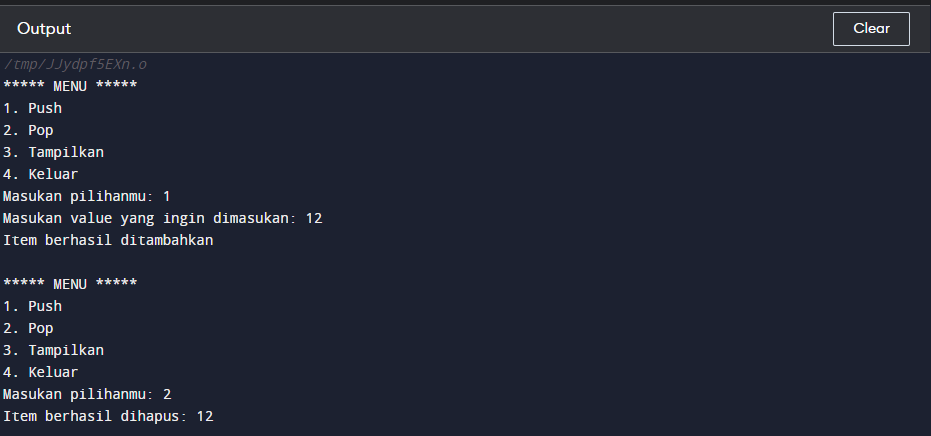 Output
Clear
/tmp/JJydpf5EXn.o
***** MENU *****
1. Push
2. Pop
3. Tampilkan
4. Keluar
Masukan pilihanmu: 1
Masukan value yang ingin dimasukan: 12
Item berhasil ditambahkan
***** MENU *****
1. Push
2. Pop
3. Tampilkan
4. Keluar
Masukan pilihanmu: 2
Item berhasil dihapus: 12